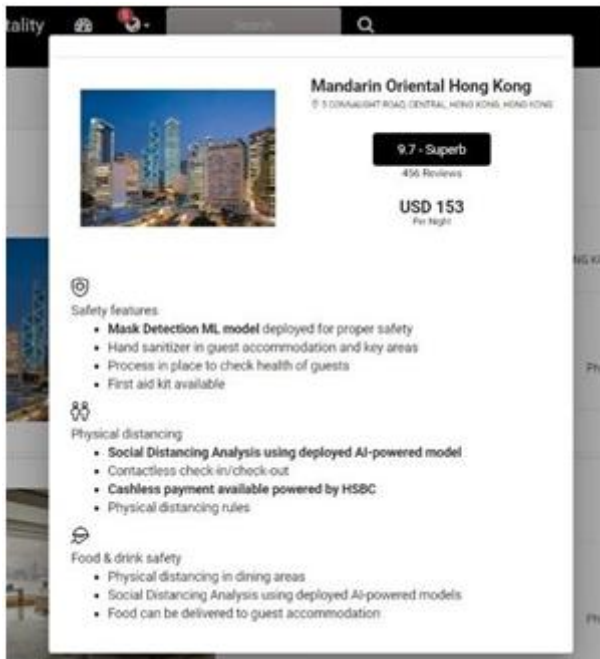 tality
Search
Mandarin Oriental Hong Kong
5 CONNAUGHT ROAD, CENTRAL, HONG KONG, HONG KONG
9.7 - Superb
456 Reviews
USD 153
Per Night
Safety features
Mask Detection ML model deployed for proper safety
Hand sanitizer in guest accommodation and key areas
Process in place to check health of guests
First aid kit available
Physical distancing
Social Distancing Analysis using deployed AI-powered model
Contactless check-in/check-out
Cashless payment available powered by HSBC
Physical distancing rules
Food & drink safety
Physical distancing in dining areas
Social Distancing Analysis using deployed AI-powered models
Food can be delivered to guest accommodation